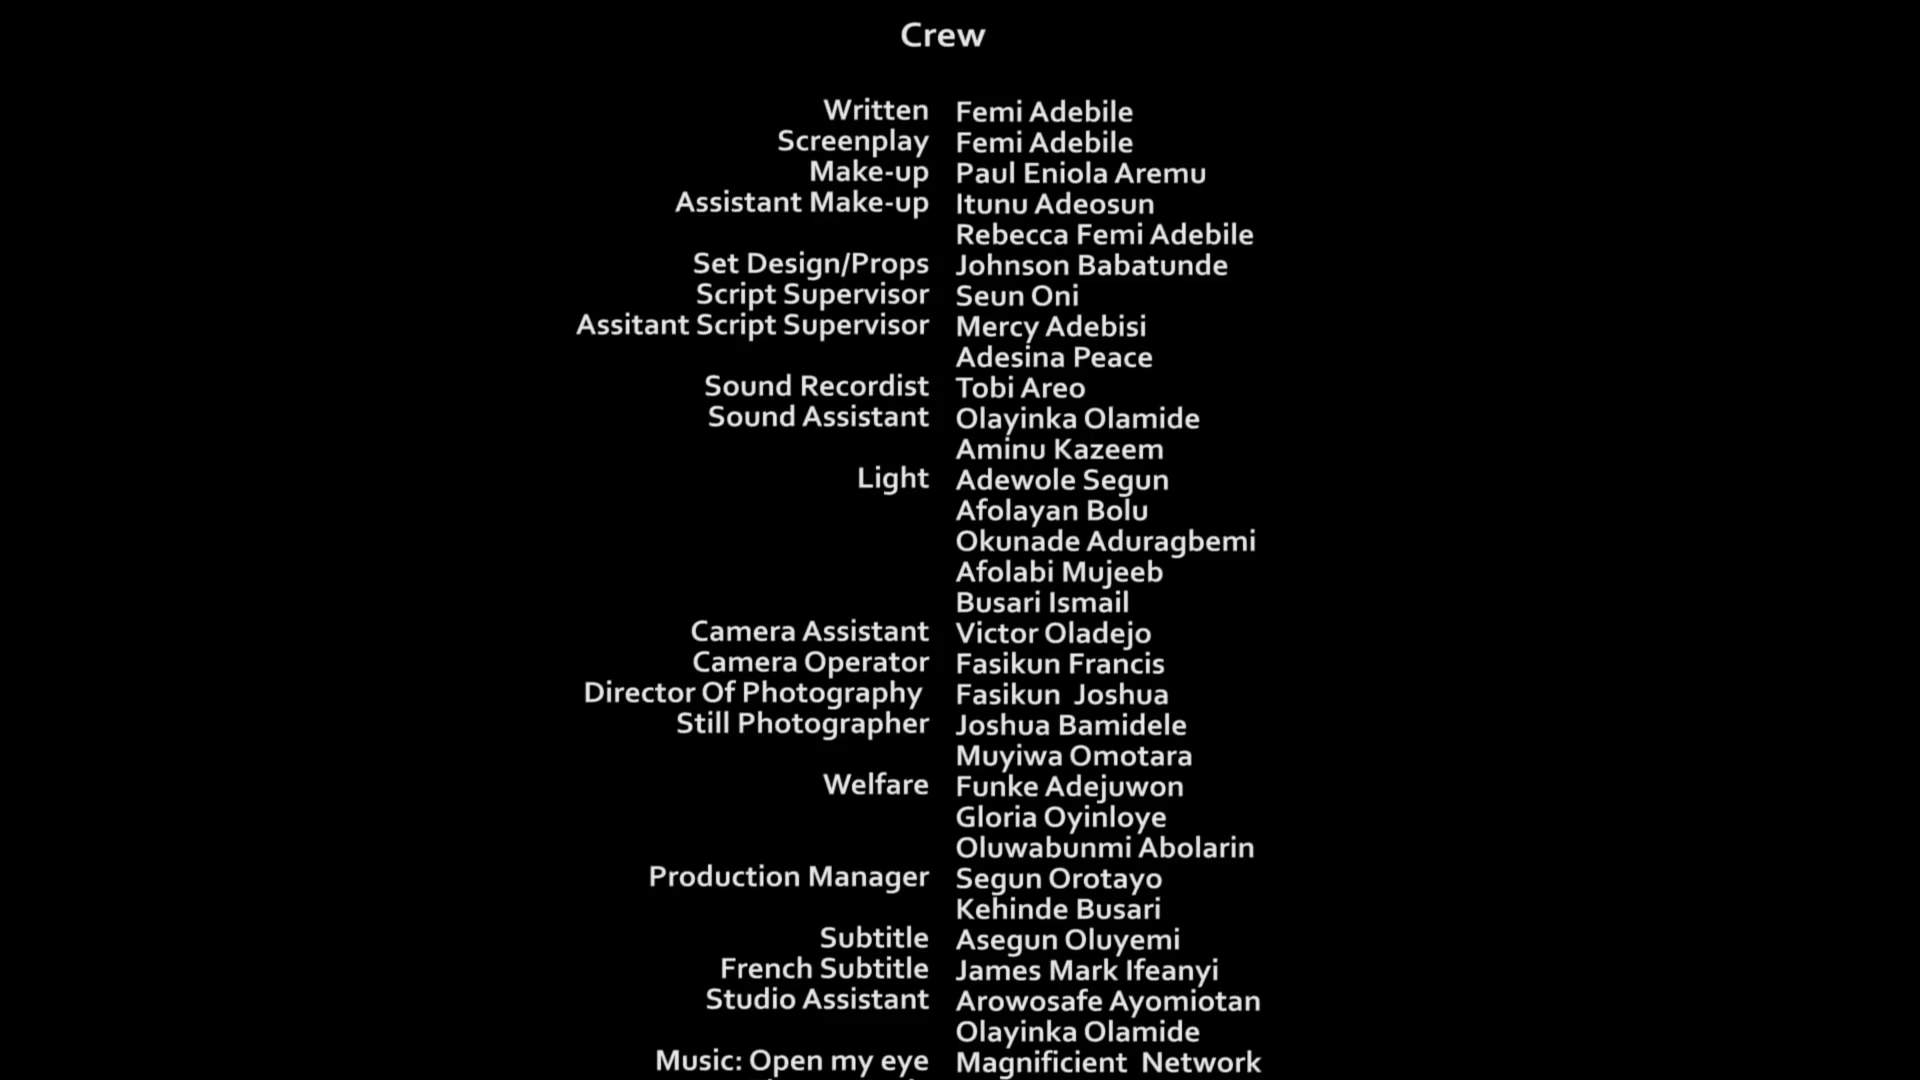 Crew
Written Femi Adebile
Screenplay Femi Adebile
Make-up Paul Eniola Aremu
Assistant Make-up Itunu Adeosun
Rebecca Femi Adebile
Set Design/Props Johnson Babatunde
Script Supervisor Seun Oni
Assitant Script Supervisor Mercy Adebisi
Adesina Peace
Sound Recordist Tobi Areo
Sound Assistant Olayinka Olamide
Aminu Kazeem
Light Adewole Segun
Afolayan Bolu
Okunade Aduragbemi
Afolabi Mujeeb
Busari Ismail
Camera Assistant Victor Oladejo
Camera Operator Fasikun Francis
Director Of Photography Fasikun Joshua
Still Photographer Joshua Bamidele
Muyiwa Omotara
Welfare Funke Adejuwon
Gloria Oyinloye
Oluwabunmi Abolarin
Production Manager Segun Orotayo
Kehinde Busari
Subtitle Asegun Oluyemi
French Subtitle James Mark Ifeanyi
Studio Assistant Arowosafe Ayomiotan
Olayinka Olamide
Music: Open my eye Magnificient Network